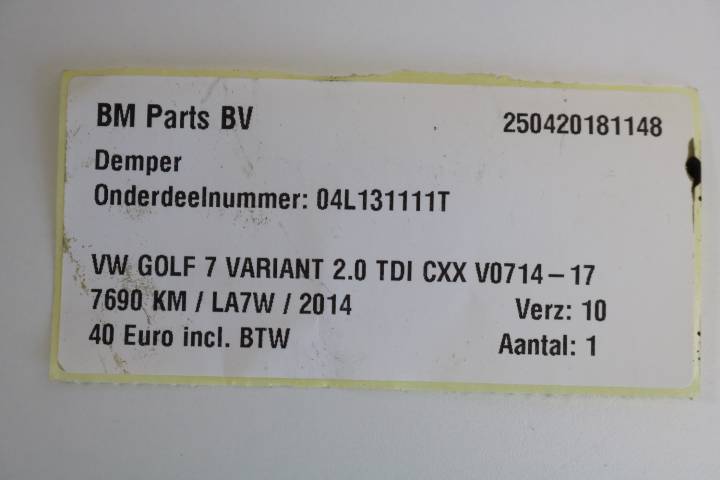 BM Parts BV 250420181148
Demper
Onderdeelnummer: 04L131111T
VW GOLF 7 VARIANT 2.0 TDI CXX V0714-17
7690 KM / LA7W / 2014 Verz: 10
40 Euro incl. BTW Aantal: 1